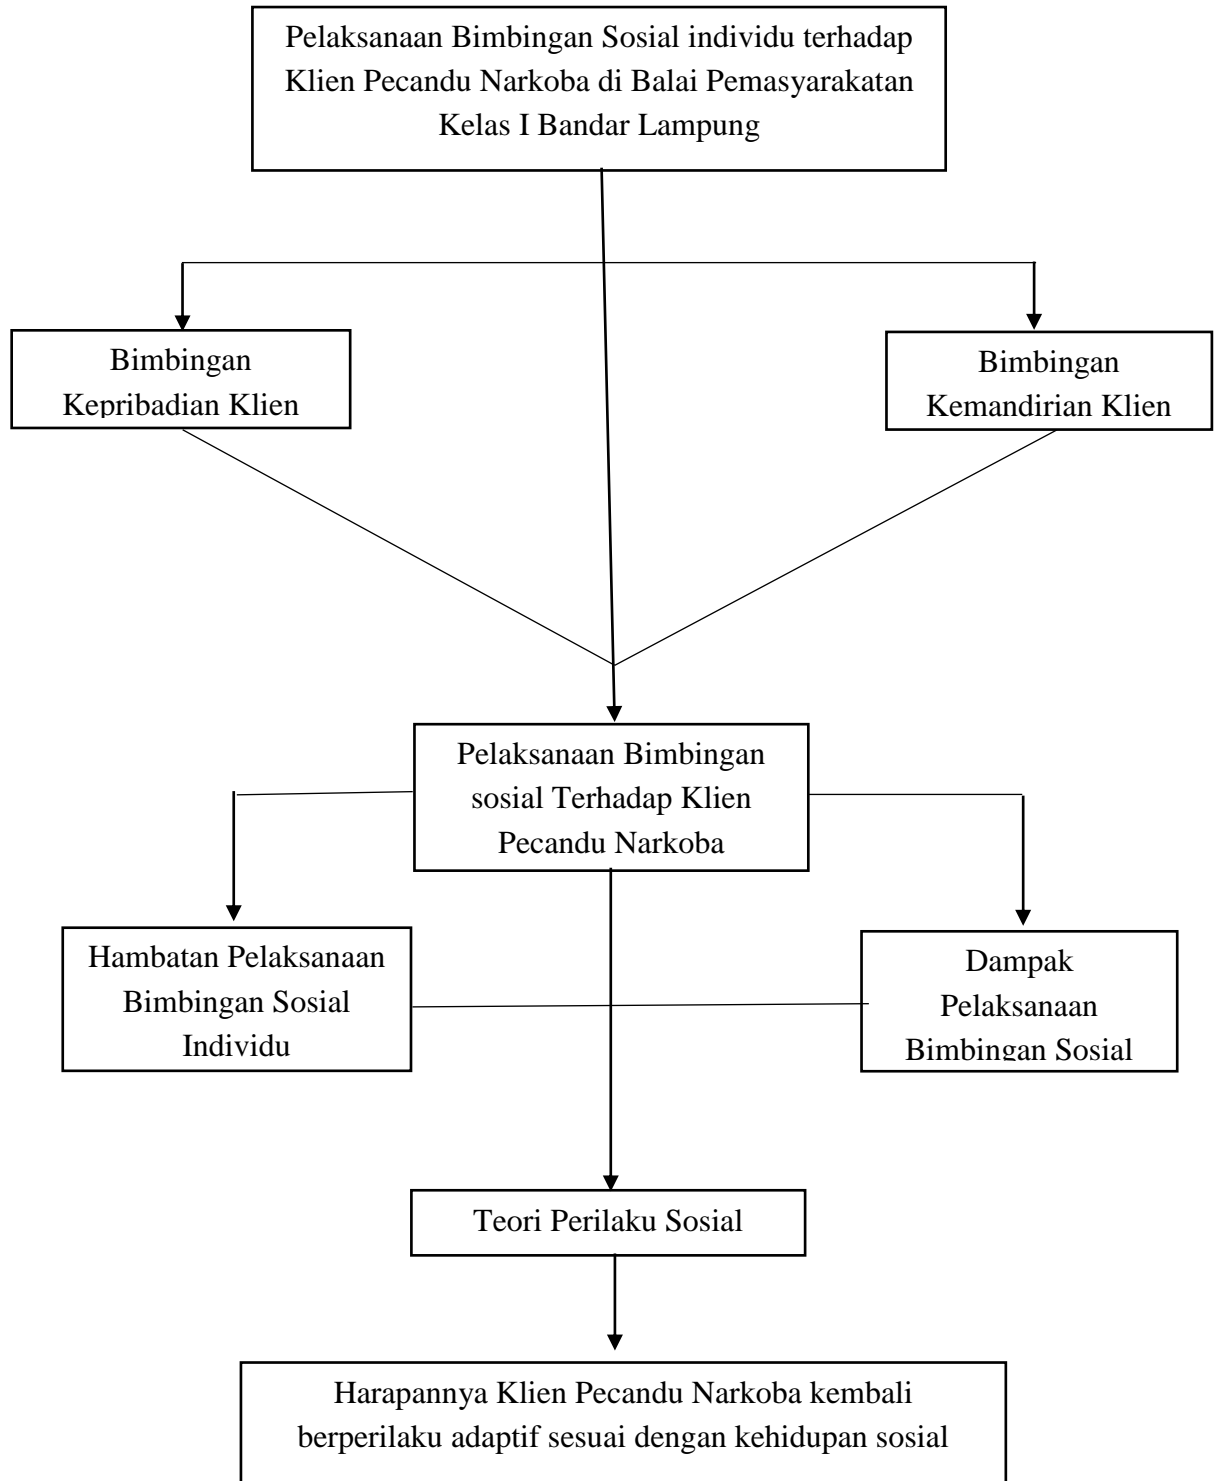 Pelaksanaan Bimbingan Sosial individu terhadap
Klien Pecandu Narkoba di Balai Pemasyarakatan
Kelas I Bandar Lampung
Bimbingan
Kepribadian Klien
Bimbingan
Kemandirian Klien
Pelaksanaan Bimbingan
sosial Terhadap Klien
Pecandu Narkoba
Hambatan Pelaksanaan
Bimbingan Sosial
Individu
Dampak
Pelaksanaan
Bimbingan Sosial
Teori Perilaku Sosial
Harapannya Klien Pecandu Narkoba kembali
berperilaku adaptif sesuai dengan kehidupan sosial